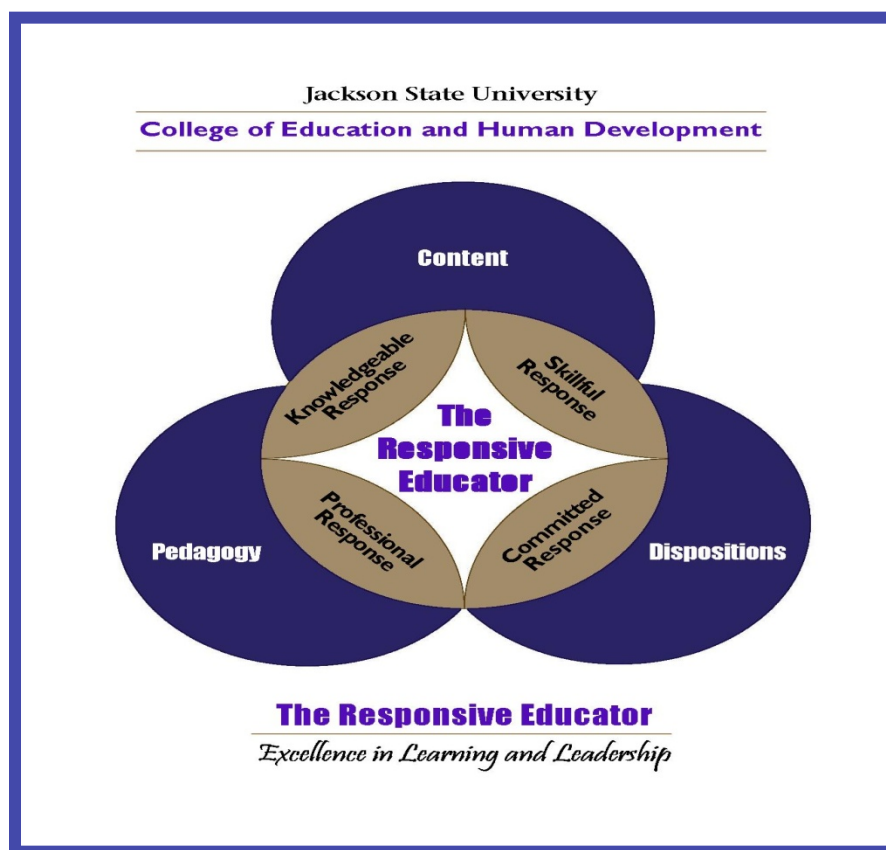 Jackson State University
College of Education and Human Development
Content
Knowledgeable
Response
Skillful
Response
The
Responsive
Educator
Professional
Response
Committed
Response
Pedagogy
Dispositions
The Responsive Educator
Excellence in Learning and Leadership